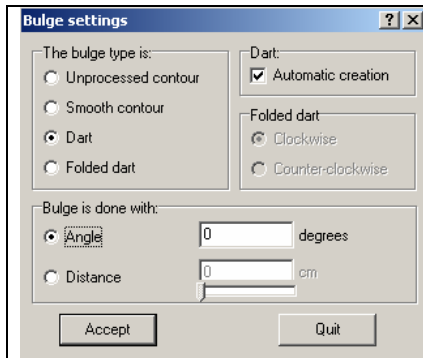 Bulge settings
The bulge type is:
Unprocessed contour
Smooth contour
Dart
Folded dart
Dart:
Automatic creation
Folded dart
Clockwise
Counter-clockwise
Bulge is done with:
Angle 0 degrees
Distance 0 cm
Accept Quit